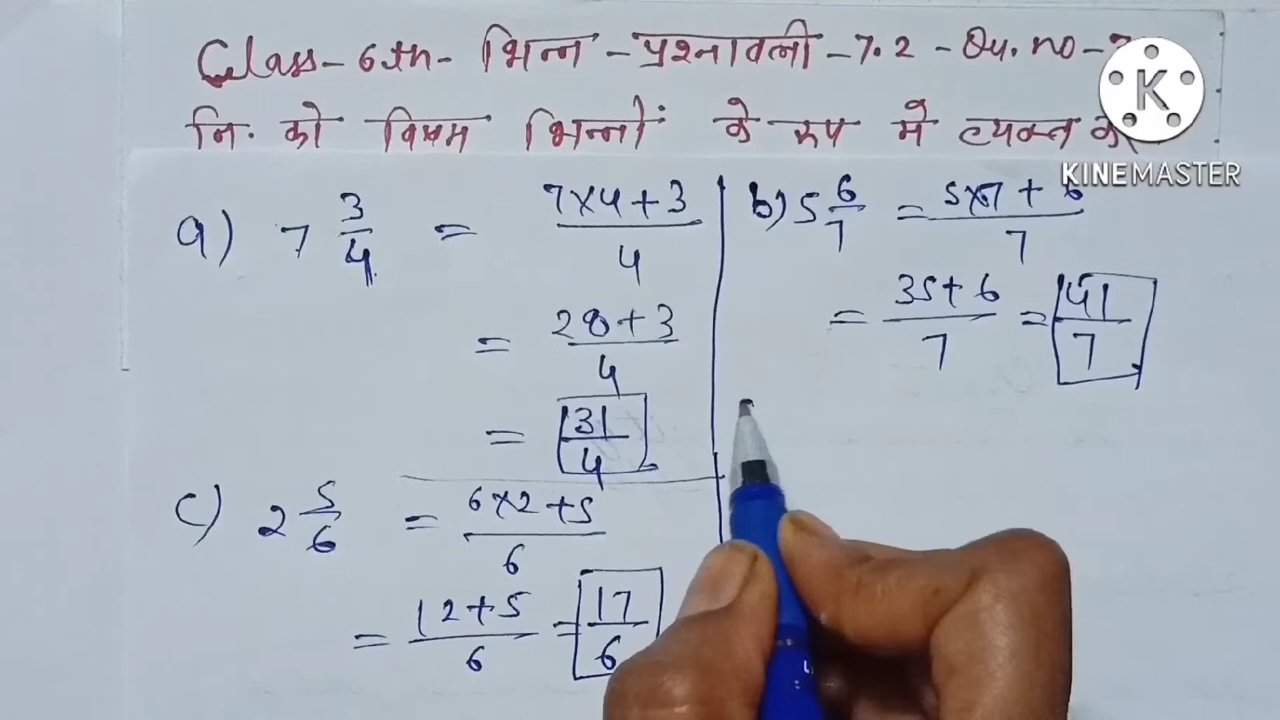 Class-6th- भिन्न -प्रश्नावली -7.2 -Qu.no-
नि. को विषम भिन्नों के रूप मे व्यक्त
K
KINEMASTER
a) 7 3/4 = 7×4+3/4
= 28+3/4
= 31/4
b) 5 6/7 = 5×7+6/7
= 35+6/7 = 41/7
c) 2 5/6 = 6×2+5/6
= 12+5/6 = 17/6